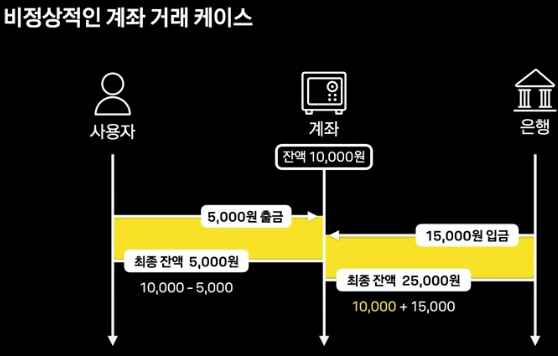 비정상적인 계좌 거래 케이스
사용자
계좌
은행
잔액 10,000원
5,000원 출금
15,000원 입금
최종 잔액 5,000원
최종 잔액 25,000원
10,000 - 5,000
10,000 + 15,000